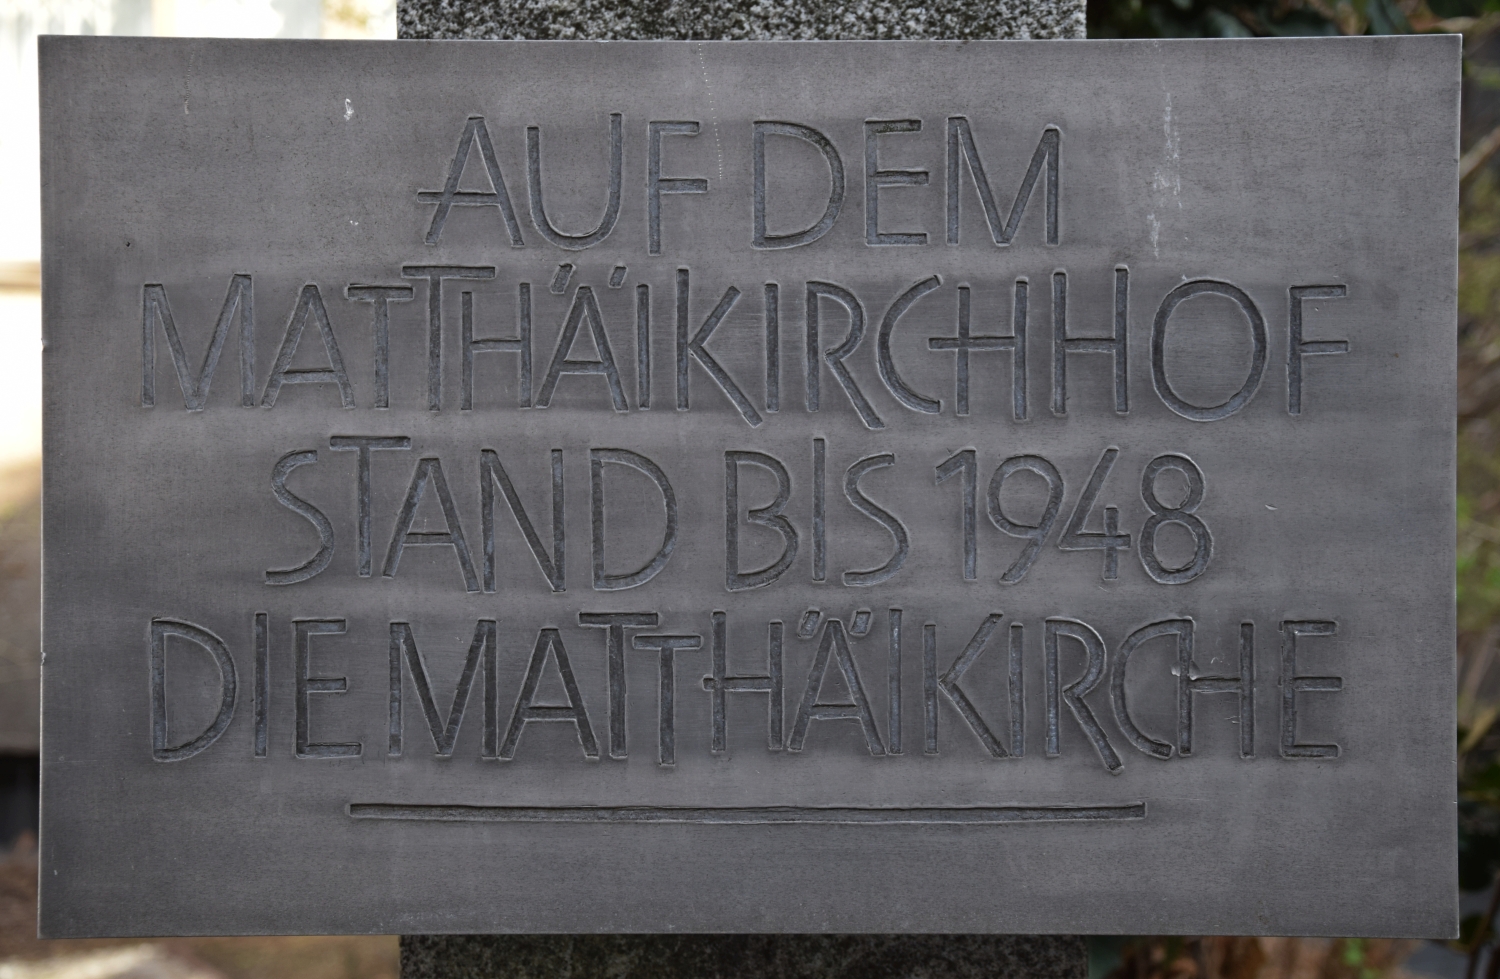 AUF DEM
MATTHÄIKIRCHHOF
STAND BIS 1948
DIE MATTHÄIKIRCHE